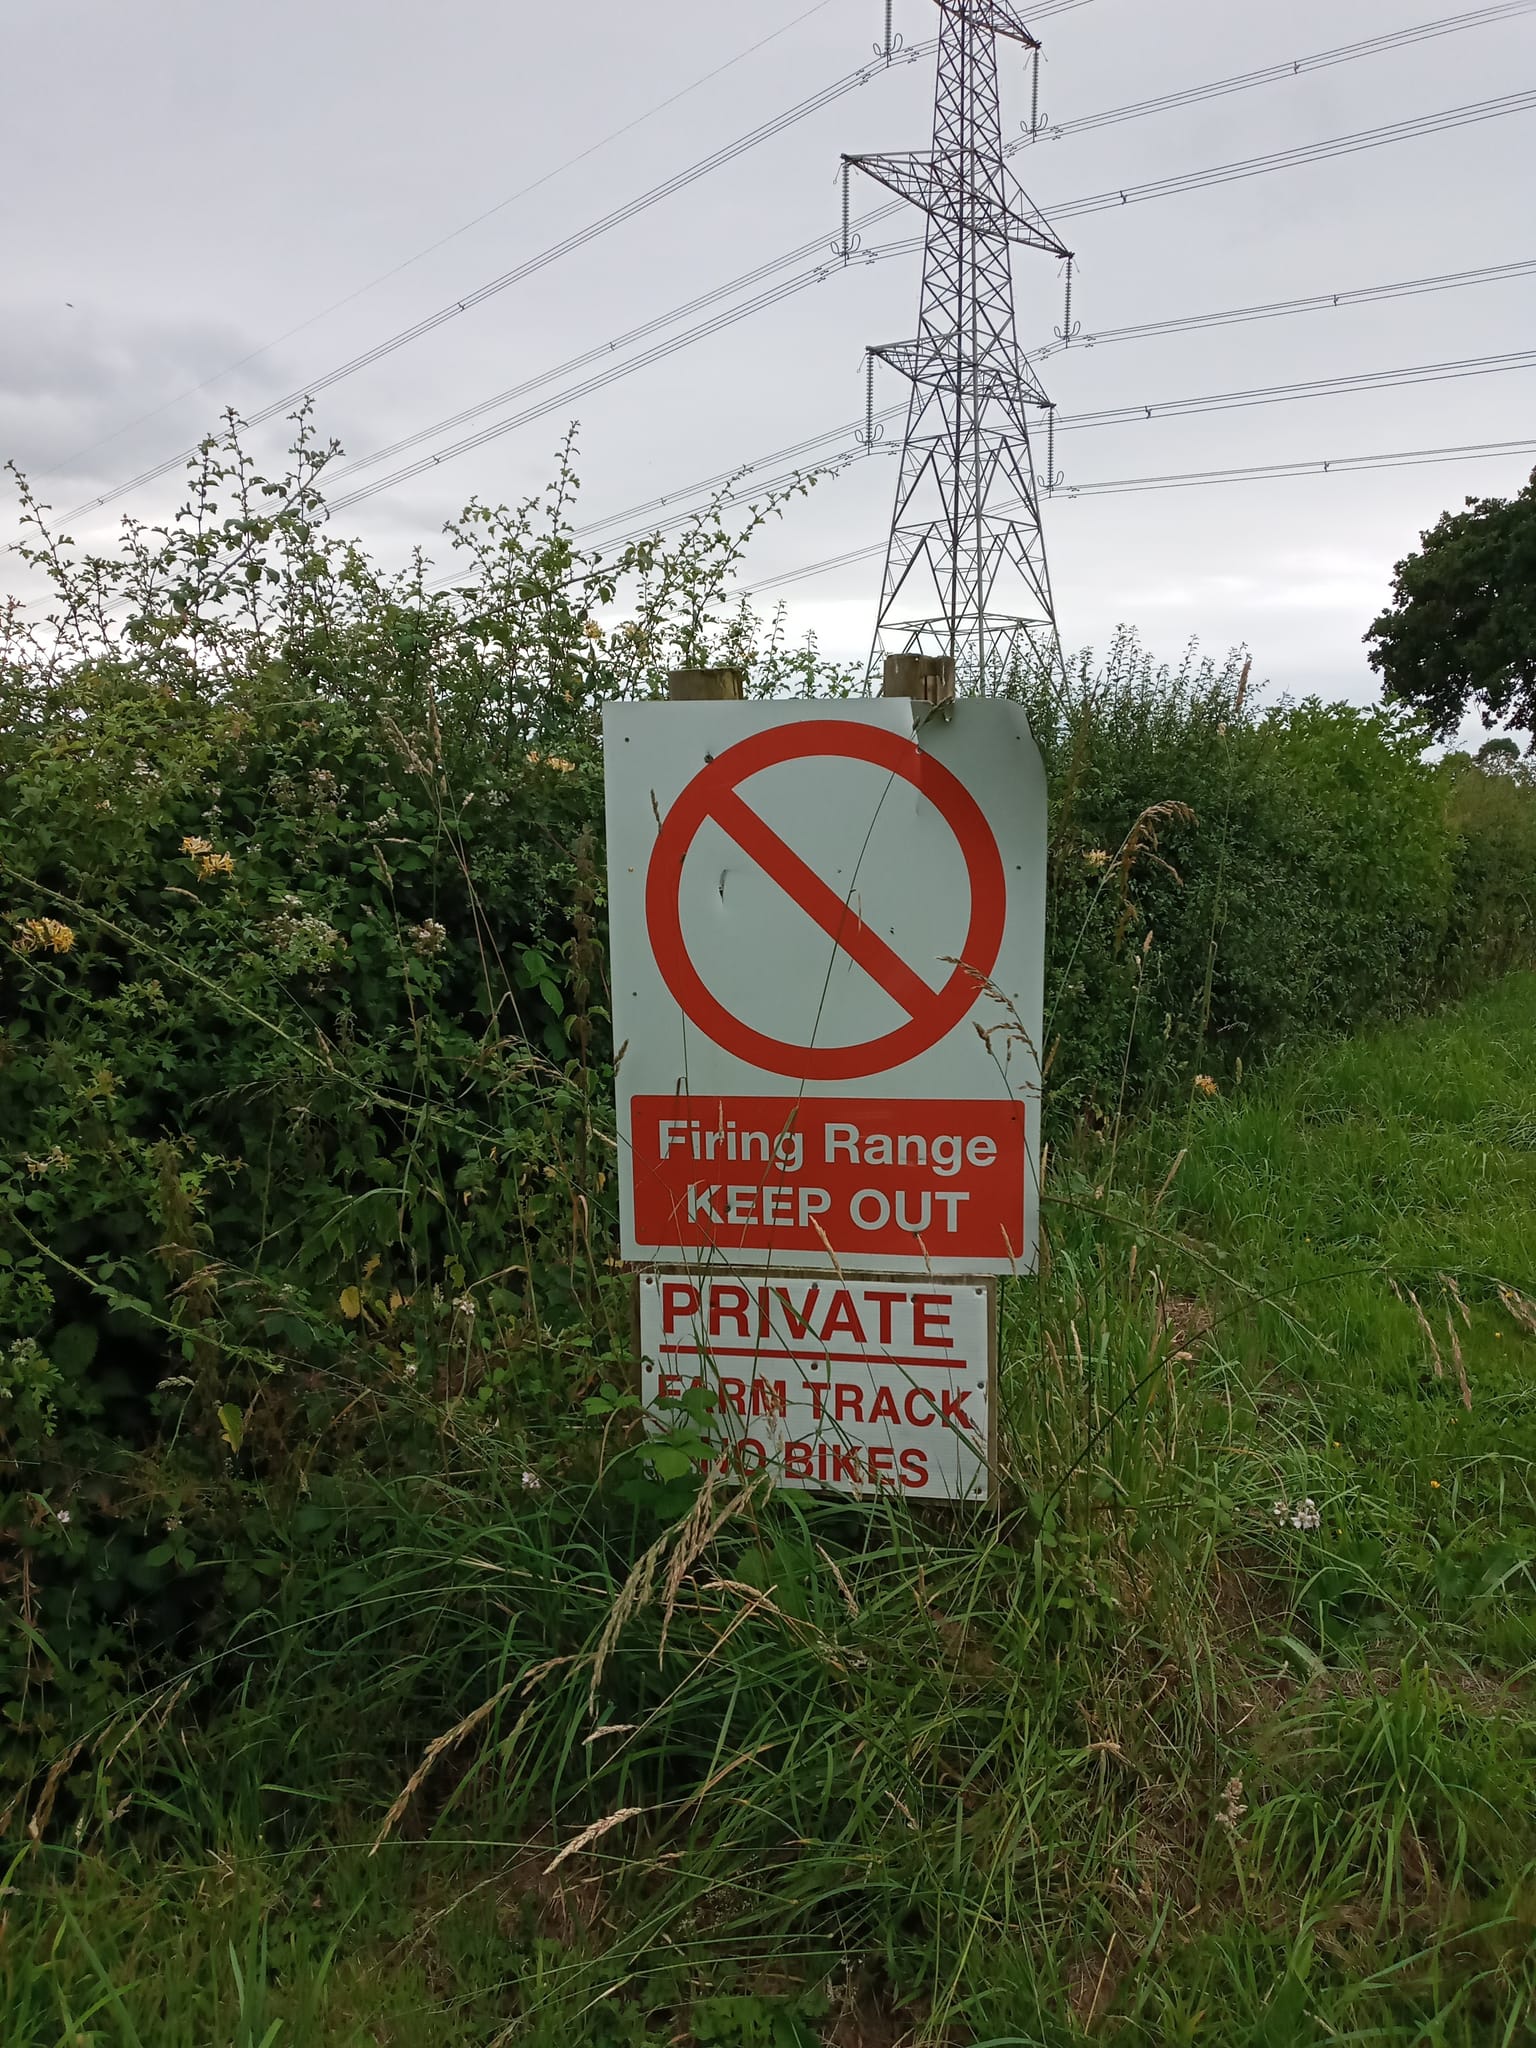 Firing Range
KEEP OUT
PRIVATE
FARM TRACK
NO BIKES